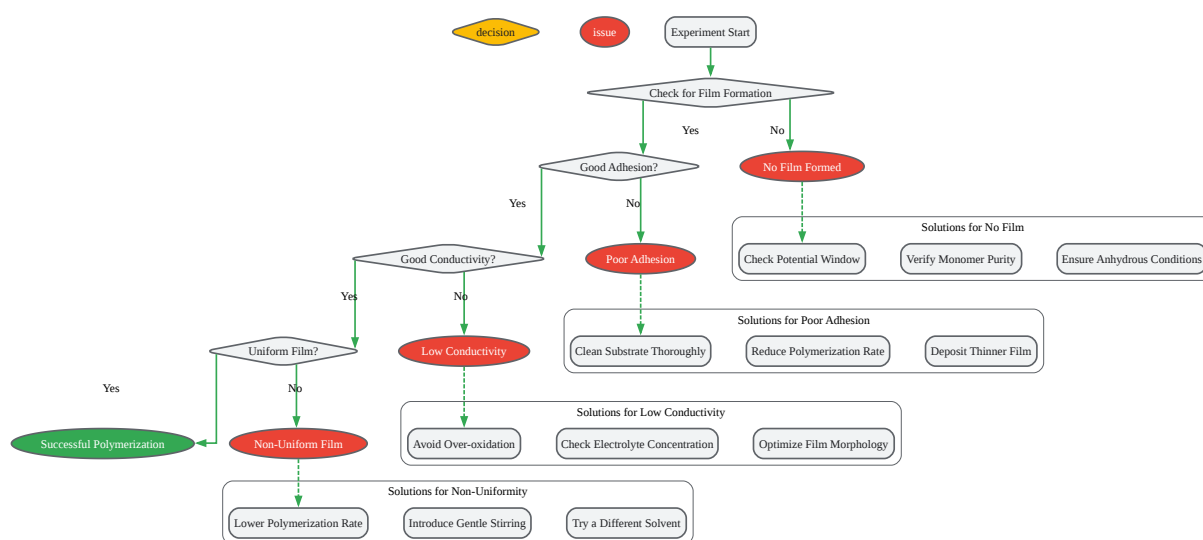 decision
issue
Experiment Start
Check for Film Formation
Yes
No
Good Adhesion?
No Film Formed
Yes
No
Solutions for No Film
Good Conductivity?
Poor Adhesion
Check Potential Window
Verify Monomer Purity
Ensure Anhydrous Conditions
Yes
No
Solutions for Poor Adhesion
Uniform Film?
Low Conductivity
Clean Substrate Thoroughly
Reduce Polymerization Rate
Deposit Thinner Film
Yes
No
Solutions for Low Conductivity
Successful Polymerization
Non-Uniform Film
Avoid Over-oxidation
Check Electrolyte Concentration
Optimize Film Morphology
Solutions for Non-Uniformity
Lower Polymerization Rate
Introduce Gentle Stirring
Try a Different Solvent